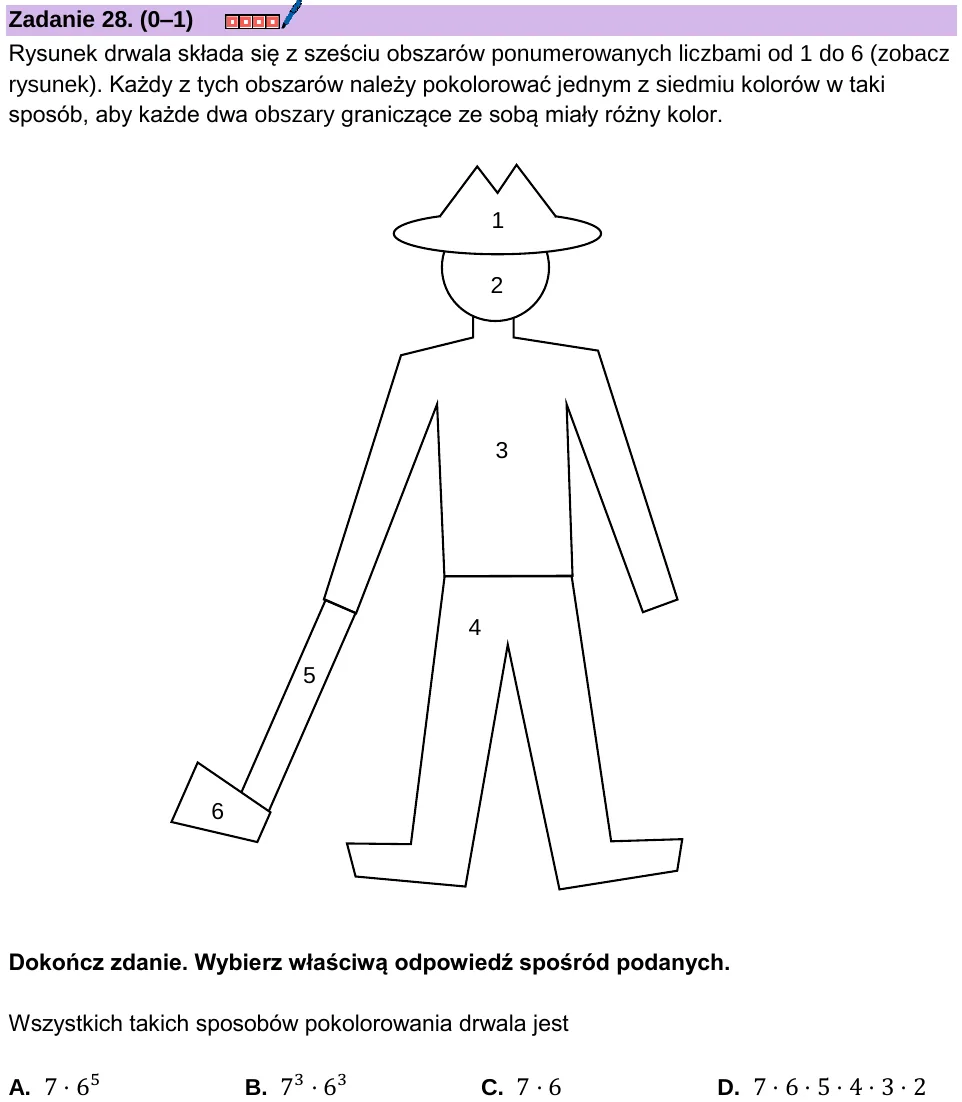 Zadanie 28. (0–1)
Rysunek drwala składa się z sześciu obszarów ponumerowanych liczbami od 1 do 6 (zobacz
rysunek). Każdy z tych obszarów należy pokolorować jednym z siedmiu kolorów w taki
sposób, aby każde dwa obszary graniczące ze sobą miały różny kolor.
1
2
3
4
5
6
Dokończ zdanie. Wybierz właściwą odpowiedź spośród podanych.
Wszystkich takich sposobów pokolorowania drwala jest
A. 7 · 6⁵ B. 7³ · 6³ C. 7 · 6 D. 7 · 6 · 5 · 4 · 3 · 2